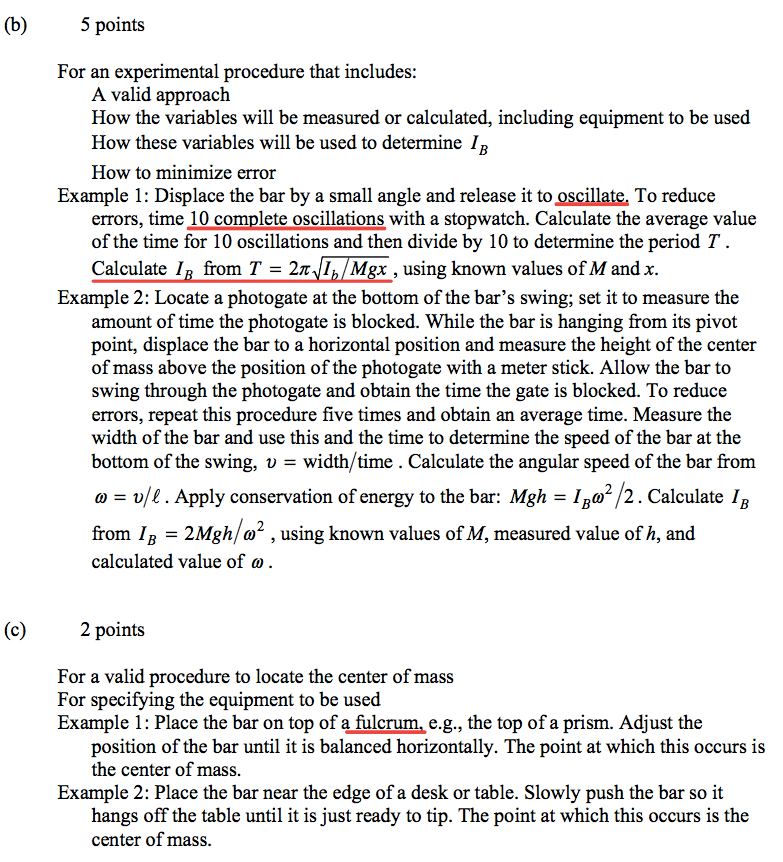 (b) 5 points
For an experimental procedure that includes:
A valid approach
How the variables will be measured or calculated, including equipment to be used
How these variables will be used to determine I_B
How to minimize error
Example 1: Displace the bar by a small angle and release it to oscillate. To reduce
errors, time 10 complete oscillations with a stopwatch. Calculate the average value
of the time for 10 oscillations and then divide by 10 to determine the period T .
Calculate I_B from T = 2π√(I_b/Mgx) , using known values of M and x.
Example 2: Locate a photogate at the bottom of the bar’s swing; set it to measure the
amount of time the photogate is blocked. While the bar is hanging from its pivot
point, displace the bar to a horizontal position and measure the height of the center
of mass above the position of the photogate with a meter stick. Allow the bar to
swing through the photogate and obtain the time the gate is blocked. To reduce
errors, repeat this procedure five times and obtain an average time. Measure the
width of the bar and use this and the time to determine the speed of the bar at the
bottom of the swing, υ = width/time . Calculate the angular speed of the bar from
ω = υ/ℓ . Apply conservation of energy to the bar: Mgh = I_Bω²/2 . Calculate I_B
from I_B = 2Mgh/ω² , using known values of M, measured value of h, and
calculated value of ω .
(c) 2 points
For a valid procedure to locate the center of mass
For specifying the equipment to be used
Example 1: Place the bar on top of a fulcrum, e.g., the top of a prism. Adjust the
position of the bar until it is balanced horizontally. The point at which this occurs is
the center of mass.
Example 2: Place the bar near the edge of a desk or table. Slowly push the bar so it
hangs off the table until it is just ready to tip. The point at which this occurs is the
center of mass.